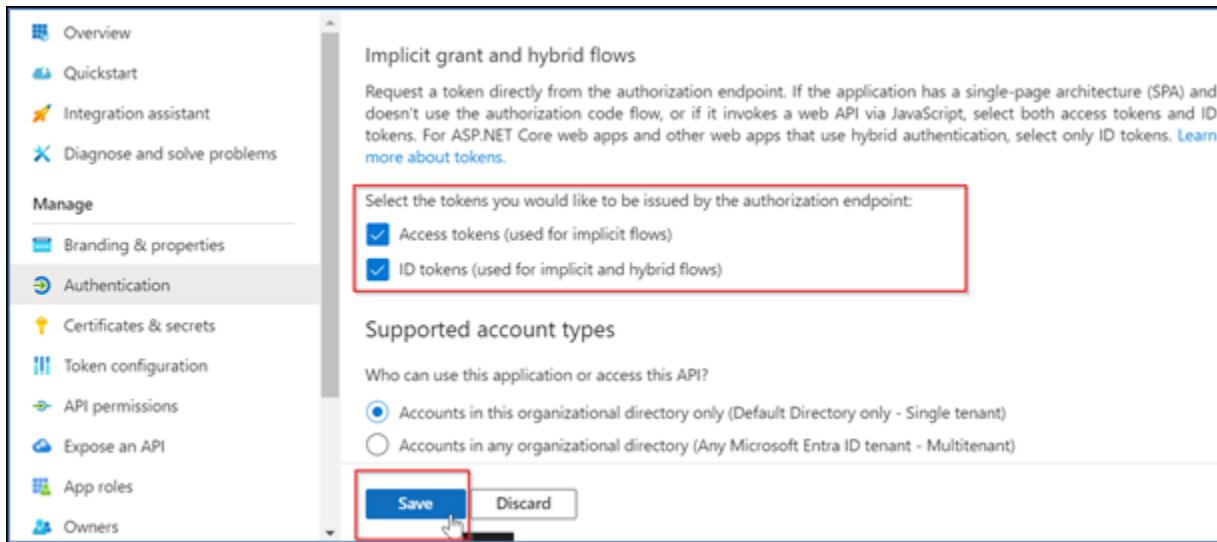 Overview
Quickstart
Integration assistant
Diagnose and solve problems
Manage
Branding & properties
Authentication
Certificates & secrets
Token configuration
API permissions
Expose an API
App roles
Owners
Implicit grant and hybrid flows
Request a token directly from the authorization endpoint. If the application has a single-page architecture (SPA) and
doesn't use the authorization code flow, or if it invokes a web API via JavaScript, select both access tokens and ID
tokens. For ASP.NET Core web apps and other web apps that use hybrid authentication, select only ID tokens. Learn
more about tokens.
Select the tokens you would like to be issued by the authorization endpoint:
Access tokens (used for implicit flows)
ID tokens (used for implicit and hybrid flows)
Supported account types
Who can use this application or access this API?
Accounts in this organizational directory only (Default Directory only - Single tenant)
Accounts in any organizational directory (Any Microsoft Entra ID tenant - Multitenant)
Save Discard